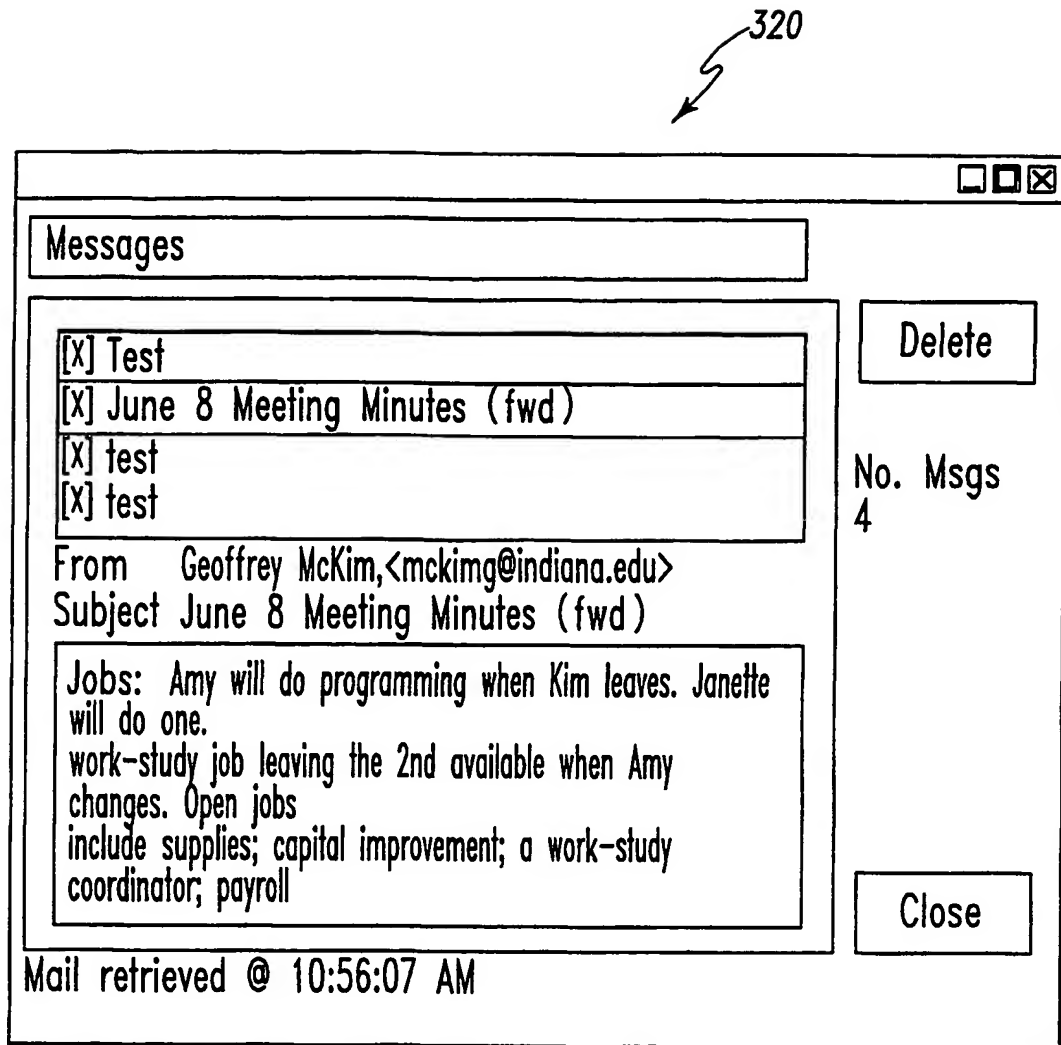 320
Messages
[X] Test
[X] June 8 Meeting Minutes (fwd)
[X] test
[X] test
Delete
No. Msgs
4
From Geoffrey McKim,<mckimg@indiana.edu>
Subject June 8 Meeting Minutes (fwd)
Jobs: Amy will do programming when Kim leaves. Janette
will do one.
work-study job leaving the 2nd available when Amy
changes. Open jobs
include supplies; capital improvement; a work-study
coordinator; payroll
Close
Mail retrieved @ 10:56:07 AM